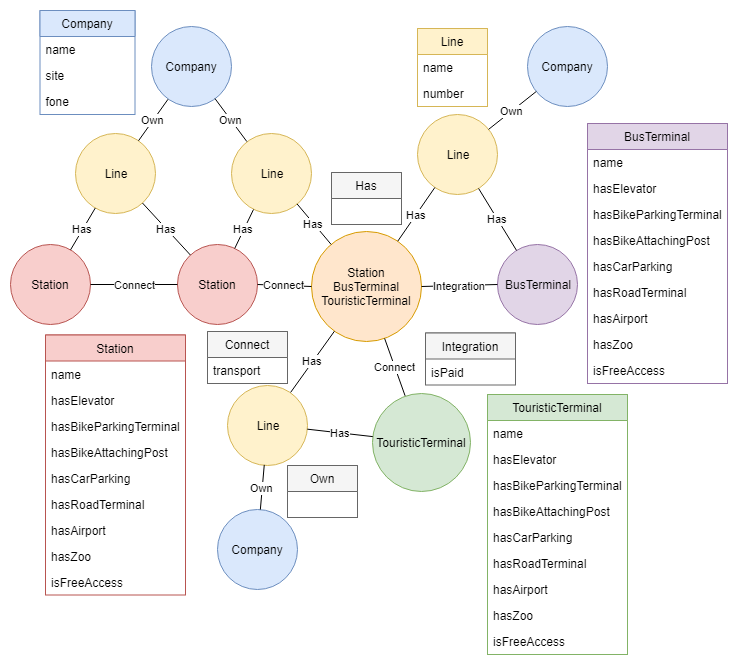 Company
name
site
fone
Company
Line
name
number
Company
Own
Own
Own
Line
Line
Line
BusTerminal
name
hasElevator
hasBikeParkingTerminal
hasBikeAttachingPost
hasCarParking
hasRoadTerminal
hasAirport
hasZoo
isFreeAccess
Has
Has
Has
Has
Has
Has
Has
Station
Connect
Station
Connect
Station
BusTerminal
TouristicTerminal
Integration
BusTerminal
Station
name
hasElevator
hasBikeParkingTerminal
hasBikeAttachingPost
hasCarParking
hasRoadTerminal
hasAirport
hasZoo
isFreeAccess
Connect
transport
Has
Connect
Integration
isPaid
Line
Has
TouristicTerminal
Own
Own
Company
TouristicTerminal
name
hasElevator
hasBikeParkingTerminal
hasBikeAttachingPost
hasCarParking
hasRoadTerminal
hasAirport
hasZoo
isFreeAccess